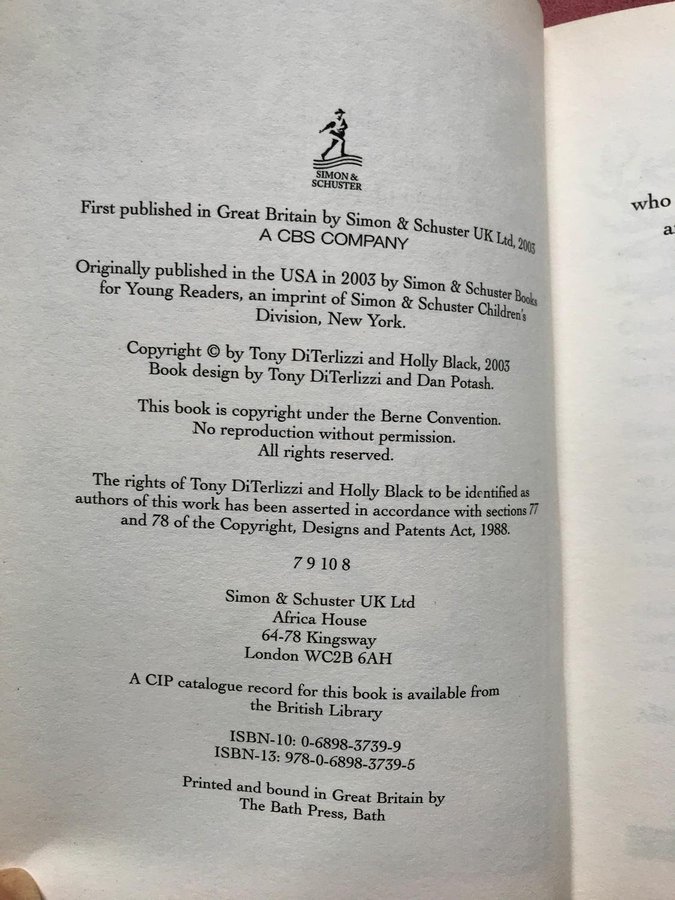 SIMON &
SCHUSTER
First published in Great Britain by Simon & Schuster UK Ltd, 2003
A CBS COMPANY
Originally published in the USA in 2003 by Simon & Schuster Books
for Young Readers, an imprint of Simon & Schuster Children's
Division, New York.
Copyright © by Tony DiTerlizzi and Holly Black, 2003
Book design by Tony DiTerlizzi and Dan Potash.
This book is copyright under the Berne Convention.
No reproduction without permission.
All rights reserved.
The rights of Tony DiTerlizzi and Holly Black to be identified as
authors of this work has been asserted in accordance with sections 77
and 78 of the Copyright, Designs and Patents Act, 1988.
7 9 10 8
Simon & Schuster UK Ltd
Africa House
64-78 Kingsway
London WC2B 6AH
A CIP catalogue record for this book is available from
the British Library
ISBN-10: 0-6898-3739-9
ISBN-13: 978-0-6898-3739-5
Printed and bound in Great Britain by
The Bath Press, Bath
who